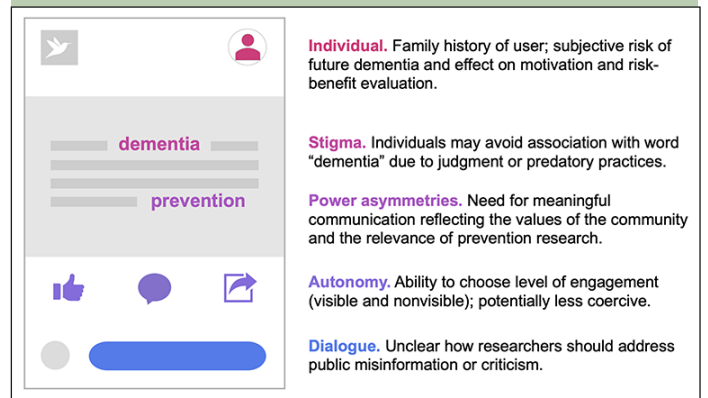 Individual. Family history of user; subjective risk of
future dementia and effect on motivation and risk-
benefit evaluation.
dementia
prevention
Stigma. Individuals may avoid association with word
“dementia” due to judgment or predatory practices.
Power asymmetries. Need for meaningful
communication reflecting the values of the community
and the relevance of prevention research.
Autonomy. Ability to choose level of engagement
(visible and nonvisible); potentially less coercive.
Dialogue. Unclear how researchers should address
public misinformation or criticism.